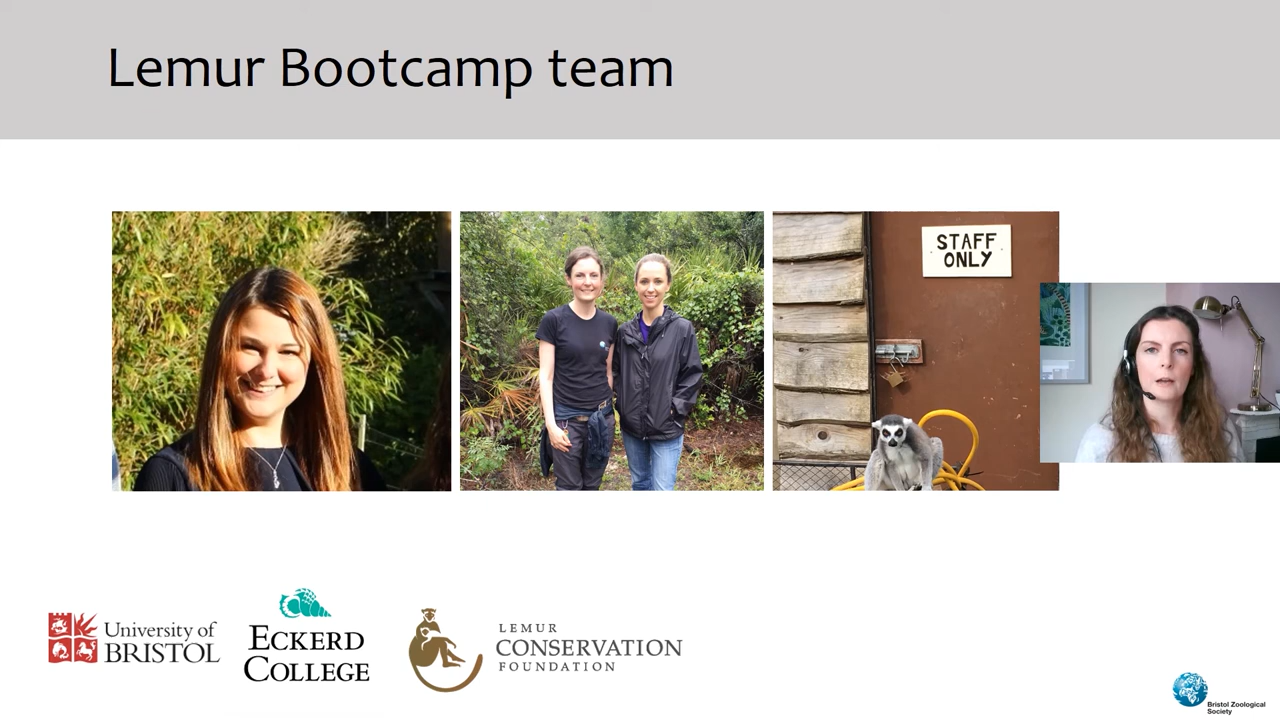 Lemur Bootcamp team
STAFF
ONLY
University of
BRISTOL
ECKERD
COLLEGE
LEMUR
CONSERVATION
FOUNDATION
Bristol Zoological
Society